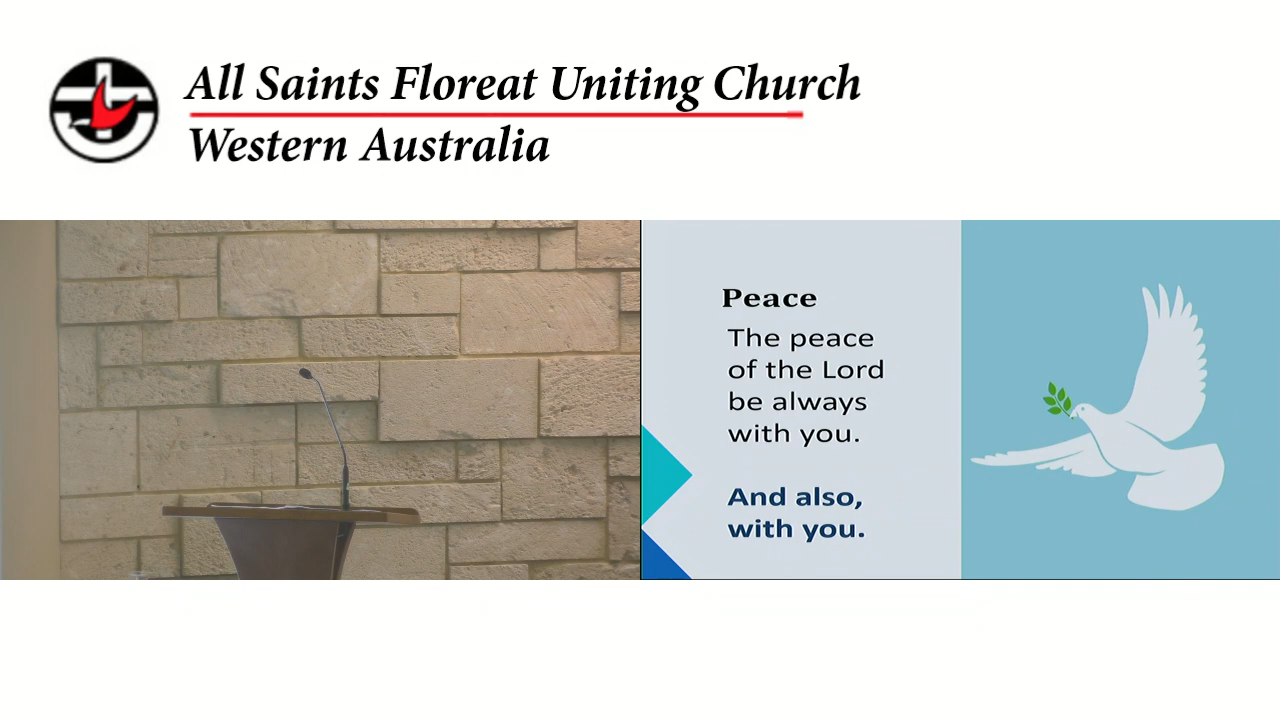 All Saints Floreat Uniting Church
Western Australia
Peace
The peace
of the Lord
be always
with you.
And also,
with you.